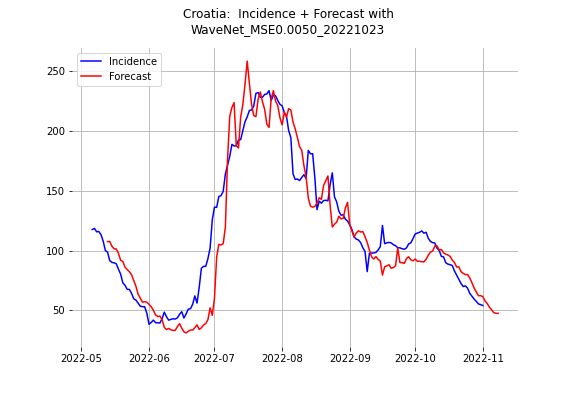 Croatia:  Incidence + Forecast with
WaveNet_MSE0.0050_20221023
Incidence
Forecast
250
200
150
100
50
2022-05 2022-06 2022-07 2022-08 2022-09 2022-10 2022-11